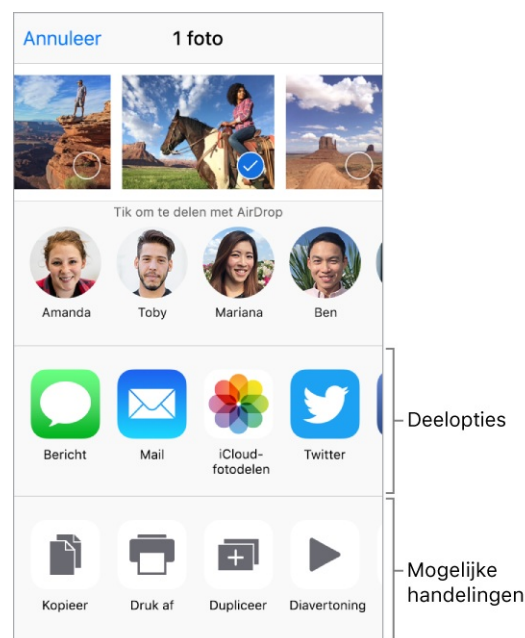 Annuleer
1 foto
Tik om te delen met AirDrop
Amanda
Toby
Mariana
Ben
Bericht
Mail
iCloud-
fotodelen
Twitter
Deelopties
Kopieer
Druk af
Dupliceer
Diavertoning
Mogelijke
handelingen